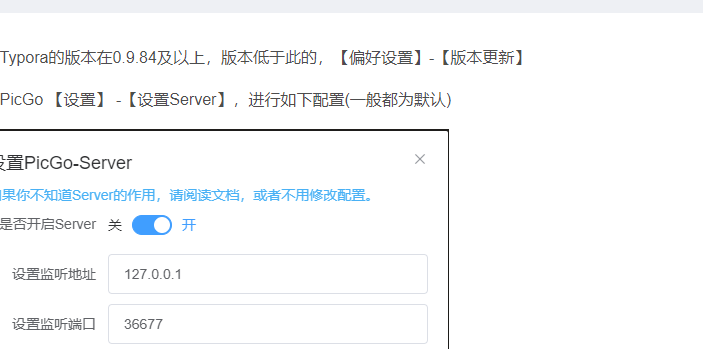 Typora的版本在0.9.84及以上，版本低于此的，【偏好设置】-【版本更新】
PicGo 【设置】 -【设置Server】，进行如下配置(一般都为默认)
设置PicGo-Server
如果你不知道Server的作用，请阅读文档，或者不用修改配置。
是否开启Server 关 开
设置监听地址 127.0.0.1
设置监听端口 36677